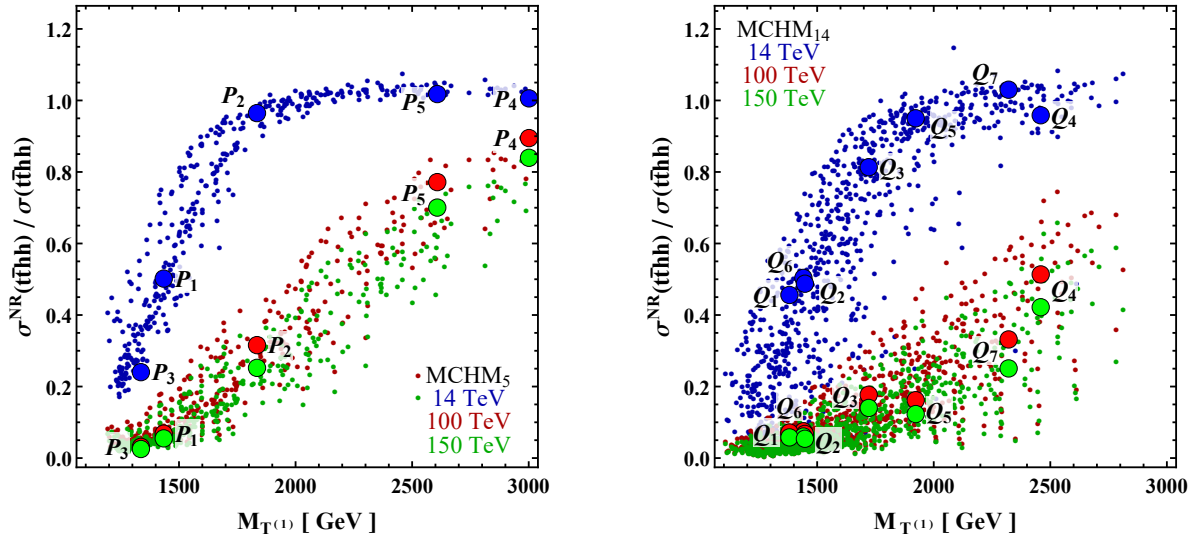 σ^NR(tt̄hh) / σ(tt̄hh)
1.2
1.0
0.8
0.6
0.4
0.2
0.0
P2
P5
P4
P4
P5
P1
P3
P2
P3
P1
MCHM5
14 TeV
100 TeV
150 TeV
1500
2000
2500
3000
M_T(1) [ GeV ]
σ^NR(tt̄hh) / σ(tt̄hh)
1.2
1.0
0.8
0.6
0.4
0.2
0.0
MCHM14
14 TeV
100 TeV
150 TeV
Q7
Q5
Q4
Q3
Q6
Q1
Q2
Q4
Q7
Q3
Q6
Q5
Q1
Q2
1500
2000
2500
3000
M_T(1) [ GeV ]